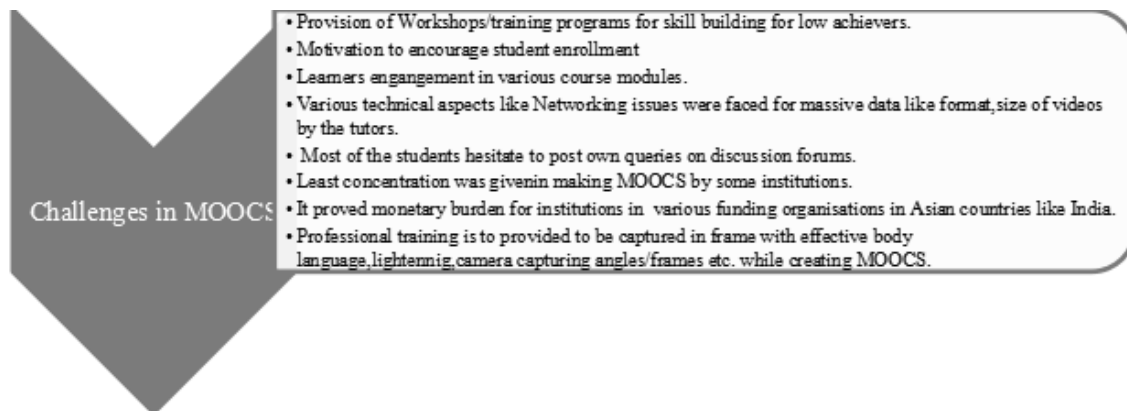 Challenges in MOOCS
• Provision of Workshops/training programs for skill building for low achievers.
• Motivation to encourage student enrollment
• Learners engangement in various course modules.
• Various technical aspects like Networking issues were faced for massive data like format,size of videos
by the tutors.
• Most of the students hesitate to post own queries on discussion forums.
• Least concentration was givenin making MOOCS by some institutions.
• It proved monetary burden for institutions in various funding organisations in Asian countries like India.
• Professional training is to provided to be captured in frame with effective body
language,lightennig,camera capturing angles/frames etc. while creating MOOCS.